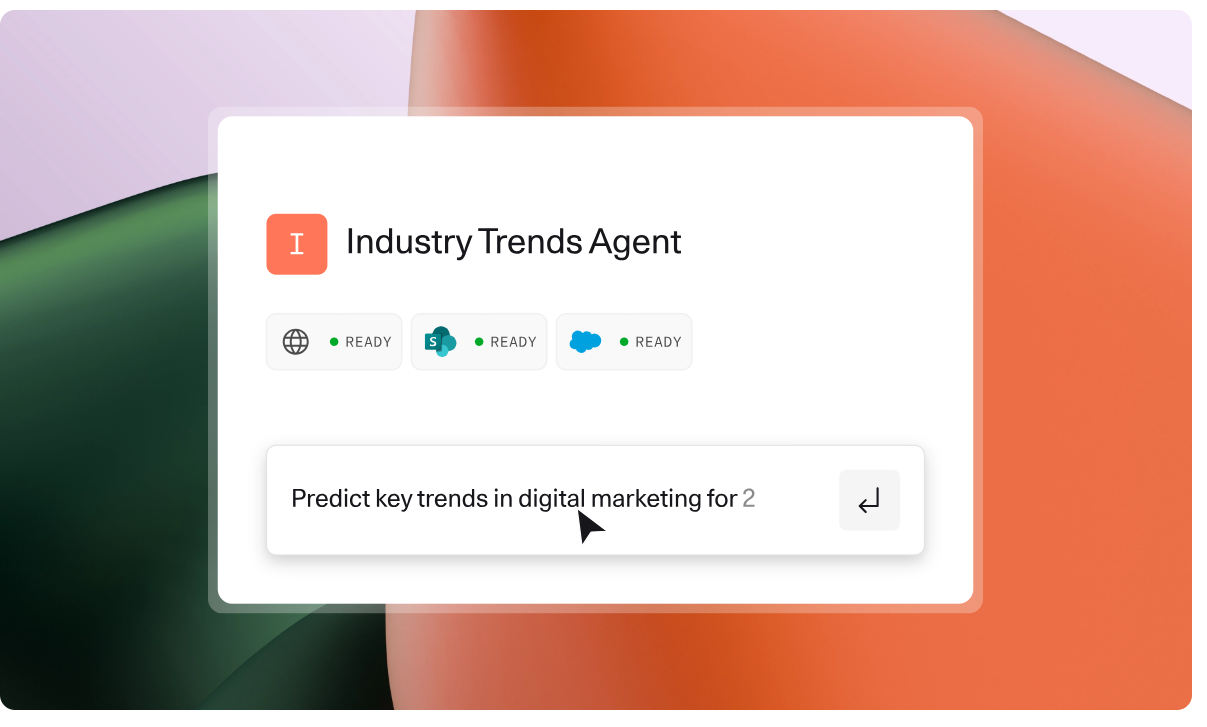 I
Industry Trends Agent
READY
S
READY
READY
Predict key trends in digital marketing for 2